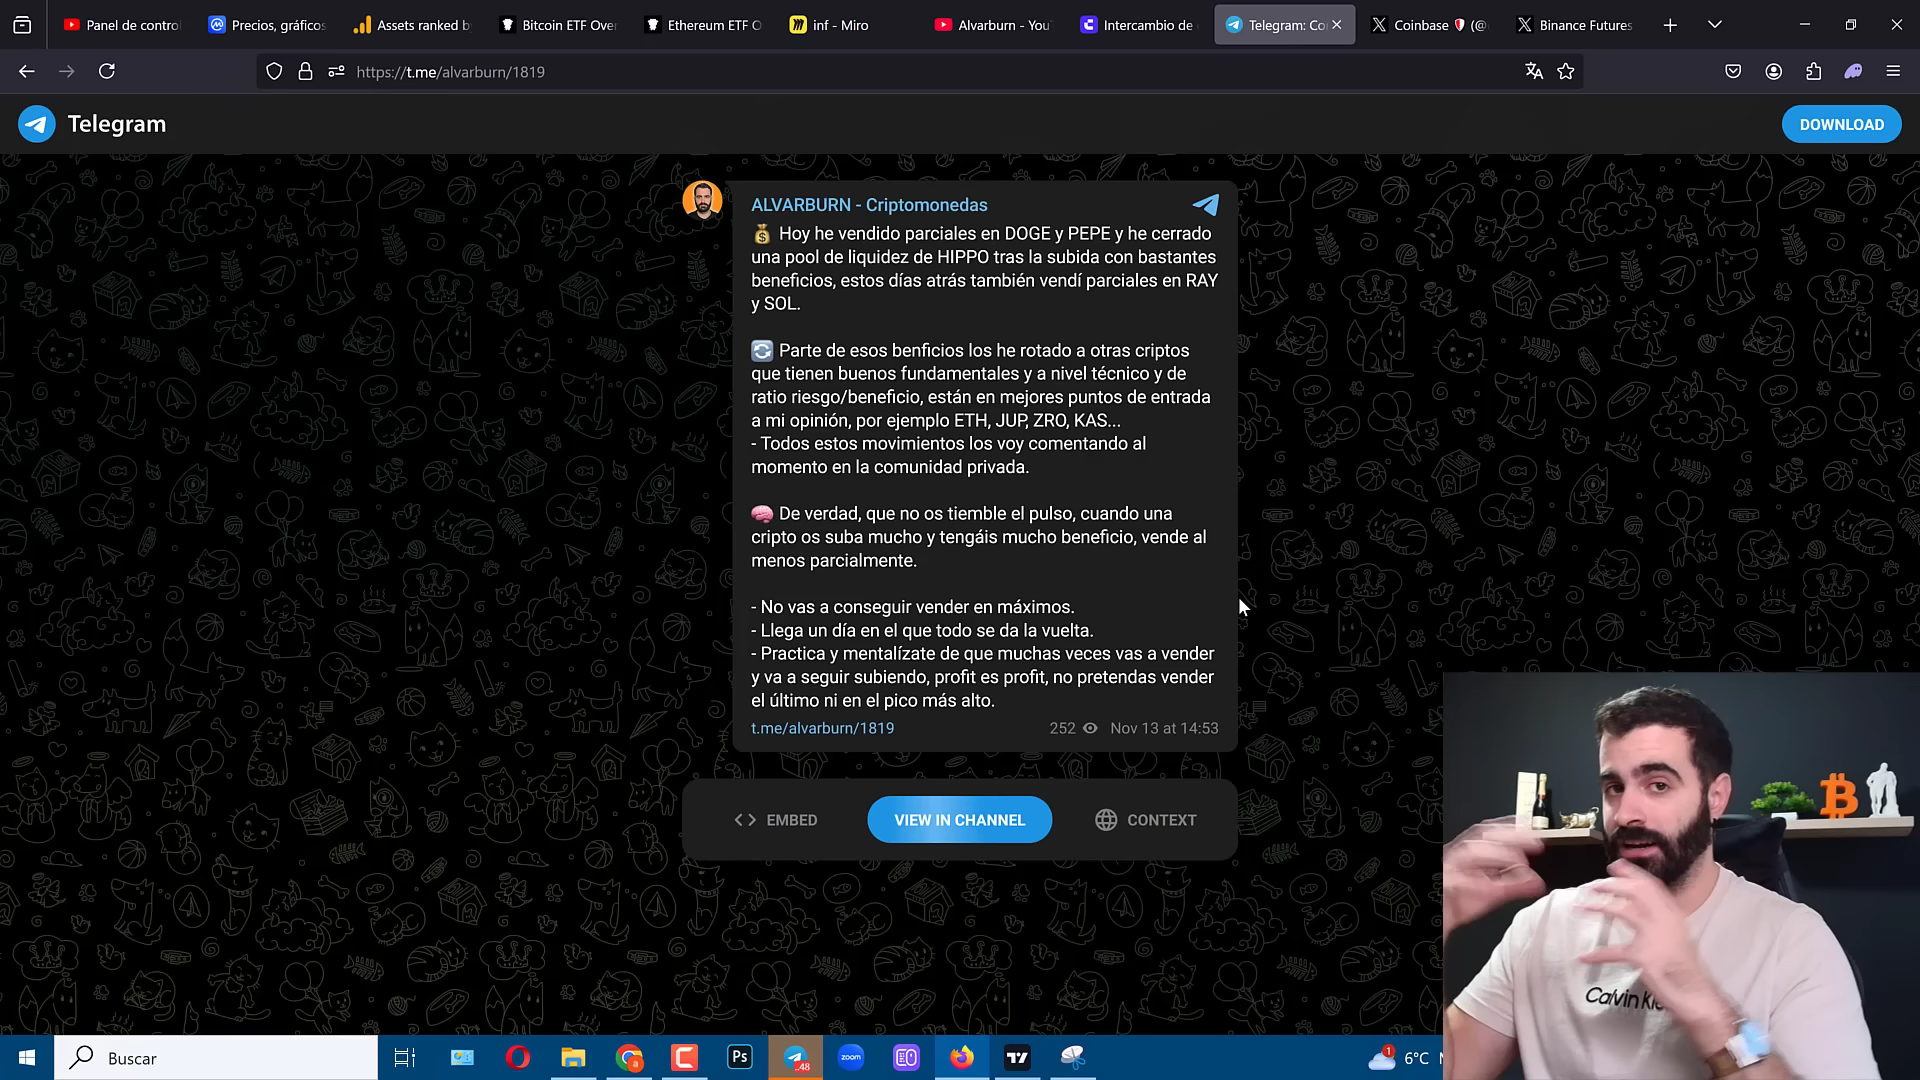 Panel de control
Precios, gráficos
Assets ranked b
Bitcoin ETF Over
Ethereum ETF O
inf - Miro
Alvarburn - You
Intercambio de
Telegram: Co
Coinbase
Binance Futures
https://t.me/alvarburn/1819
Telegram
DOWNLOAD
ALVARBURN - Criptomonedas
💰 Hoy he vendido parciales en DOGE y PEPE y he cerrado
una pool de liquidez de HIPPO tras la subida con bastantes
beneficios, estos días atrás también vendí parciales en RAY
y SOL.
🔄 Parte de esos benficios los he rotado a otras criptos
que tienen buenos fundamentales y a nivel técnico y de
ratio riesgo/beneficio, están en mejores puntos de entrada
a mi opinión, por ejemplo ETH, JUP, ZRO, KAS...
- Todos estos movimientos los voy comentando al
momento en la comunidad privada.
🧠 De verdad, que no os tiemble el pulso, cuando una
cripto os suba mucho y tengáis mucho beneficio, vende al
menos parcialmente.
- No vas a conseguir vender en máximos.
- Llega un día en el que todo se da la vuelta.
- Practica y mentalízate de que muchas veces vas a vender
y va a seguir subiendo, profit es profit, no pretendas vender
el último ni en el pico más alto.
t.me/alvarburn/1819 252 Nov 13 at 14:53
EMBED
VIEW IN CHANNEL
CONTEXT
Calvin Kle
Buscar
Ps
48
zoom
1
6°C